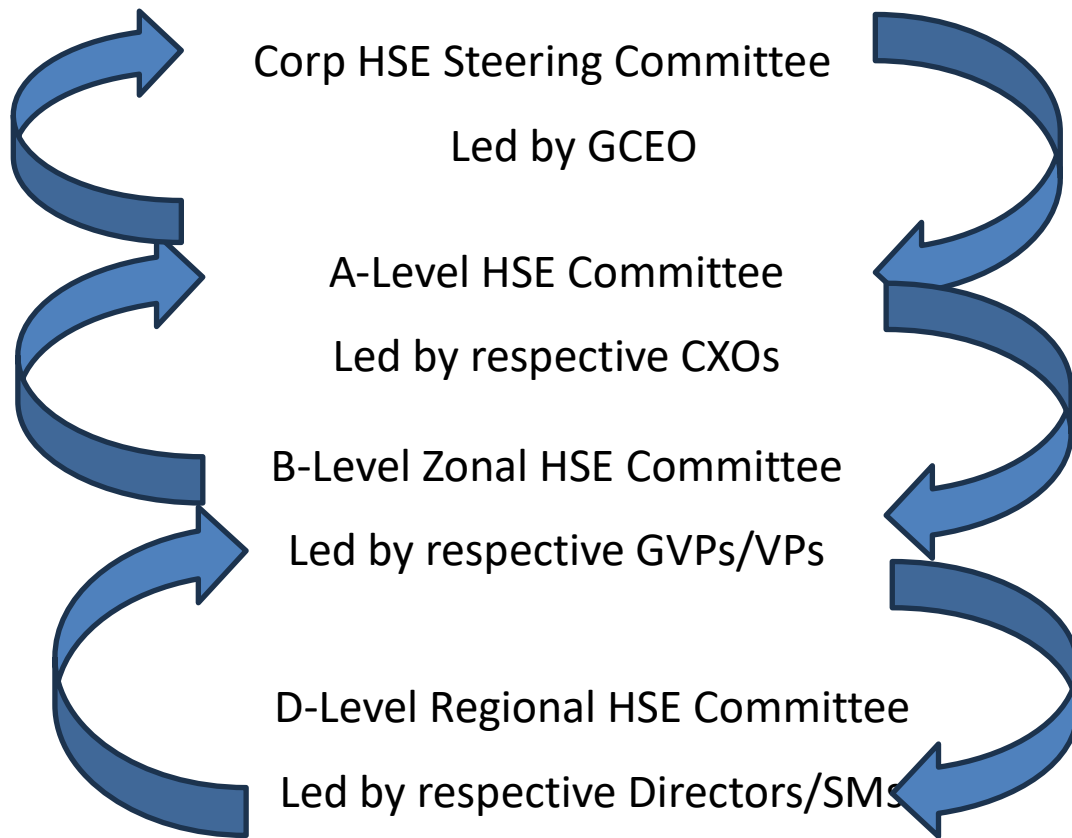 Corp HSE Steering Committee
Led by GCEO
A-Level HSE Committee
Led by respective CXOs
B-Level Zonal HSE Committee
Led by respective GVPs/VPs
D-Level Regional HSE Committee
Led by respective Directors/SMs